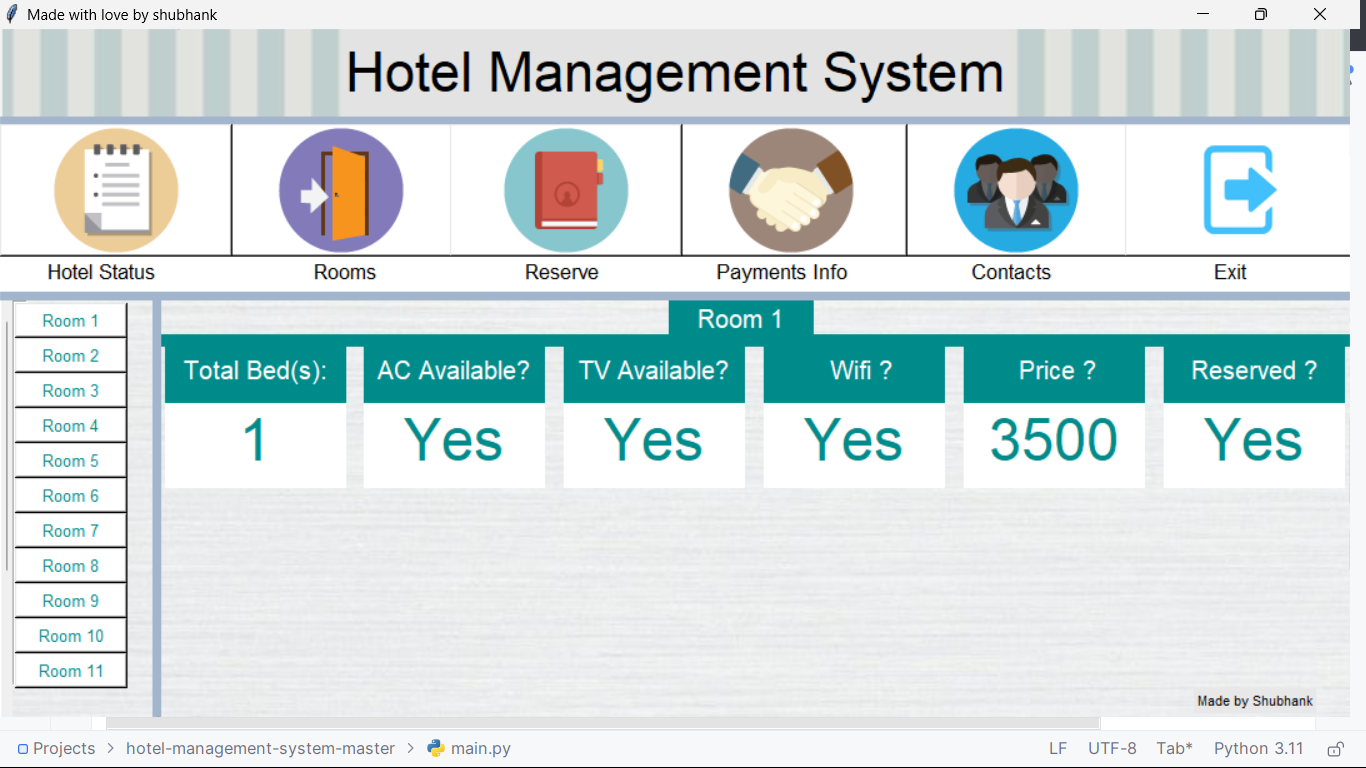 Made with love by shubhank
Hotel Management System
Hotel Status Rooms Reserve Payments Info Contacts Exit
Room 1
Room 2
Room 3
Room 4
Room 5
Room 6
Room 7
Room 8
Room 9
Room 10
Room 11
Room 1
Total Bed(s): AC Available? TV Available? Wifi ? Price ? Reserved ?
1 Yes Yes Yes 3500 Yes
Made by Shubhank
Projects hotel-management-system-master main.py LF UTF-8 Tab* Python 3.11